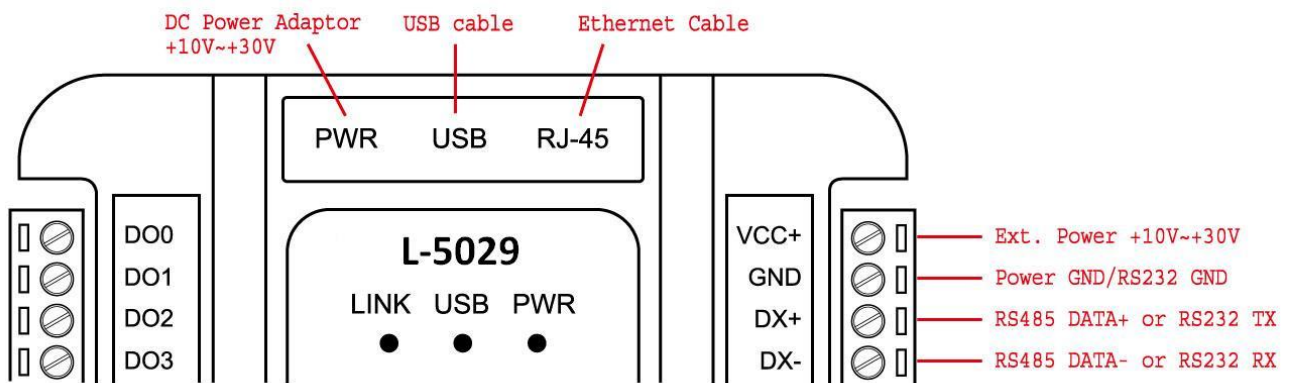 DC Power Adaptor
+10V~+30V
USB cable
Ethernet Cable
PWR USB RJ-45
L-5029
LINK USB PWR
DO0
DO1
DO2
DO3
VCC+
GND
DX+
DX-
Ext. Power +10V~+30V
Power GND/RS232 GND
RS485 DATA+ or RS232 TX
RS485 DATA- or RS232 RX